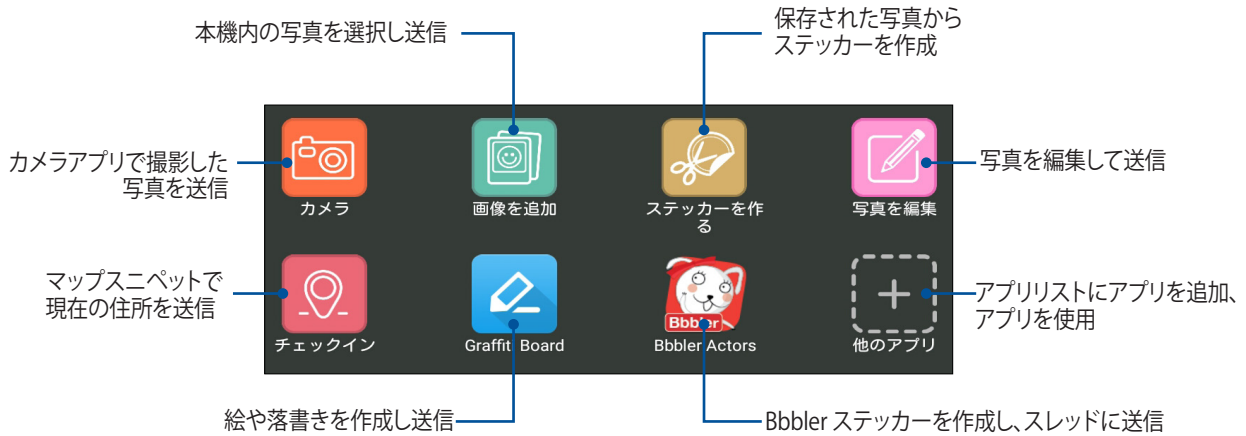 本機内の写真を選択し送信
保存された写真から
ステッカーを作成
カメラアプリで撮影した
写真を送信
写真を編集して送信
カメラ
画像を追加
ステッカーを作
る
写真を編集
マップスニペットで
現在の住所を送信
アプリリストにアプリを追加、
アプリを使用
Bbbler
チェックイン
Graffiti Board
Bbbler Actors
他のアプリ
絵や落書きを作成し送信
Bbbler ステッカーを作成し、スレッドに送信